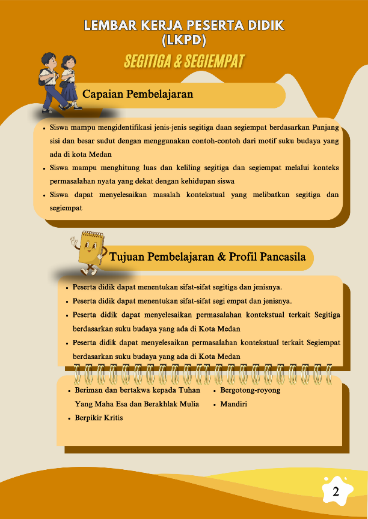 LEMBAR KERJA PESERTA DIDIK
(LKPD)
SEGITIGA & SEGIEMPAT
Capaian Pembelajaran
• Siswa mampu mengidentifikasi jenis-jenis segitiga daan segiempat berdasarkan Panjang
sisi dan besar sudut dengan menggunakan contoh-contoh dari motif suku budaya yang
ada di kota Medan
• Siswa mampu menghitung luas dan keliling segitiga dan segiempat melalui konteks
permasalahan nyata yang dekat dengan kehidupan siswa
• Siswa dapat menyelesaikan masalah kontekstual yang melibatkan segitiga dan
segiempat
Tujuan Pembelajaran & Profil Pancasila
• Peserta didik dapat menentukan sifat-sifat segitiga dan jenisnya.
• Peserta didik dapat menentukan sifat-sifat segi empat dan jenisnya.
• Peserta didik dapat menyelesaikan permasalahan kontekstual terkait Segitiga
berdasarkan suku budaya yang ada di Kota Medan
• Peserta didik dapat menyelesaikan permasalahan kontekstual terkait Segiempat
berdasarkan suku budaya yang ada di Kota Medan
• Beriman dan bertakwa kepada Tuhan
Yang Maha Esa dan Berakhlak Mulia
• Berpikir Kritis
• Bergotong-royong
• Mandiri
2